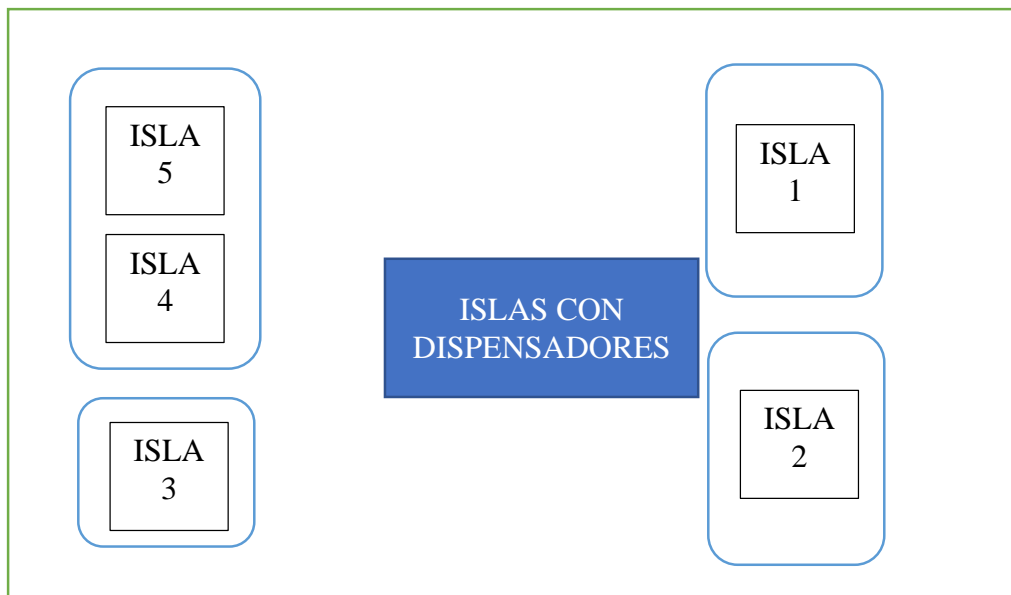 ISLA
5
ISLA
4
ISLA
3
ISLAS CON
DISPENSADORES
ISLA
1
ISLA
2